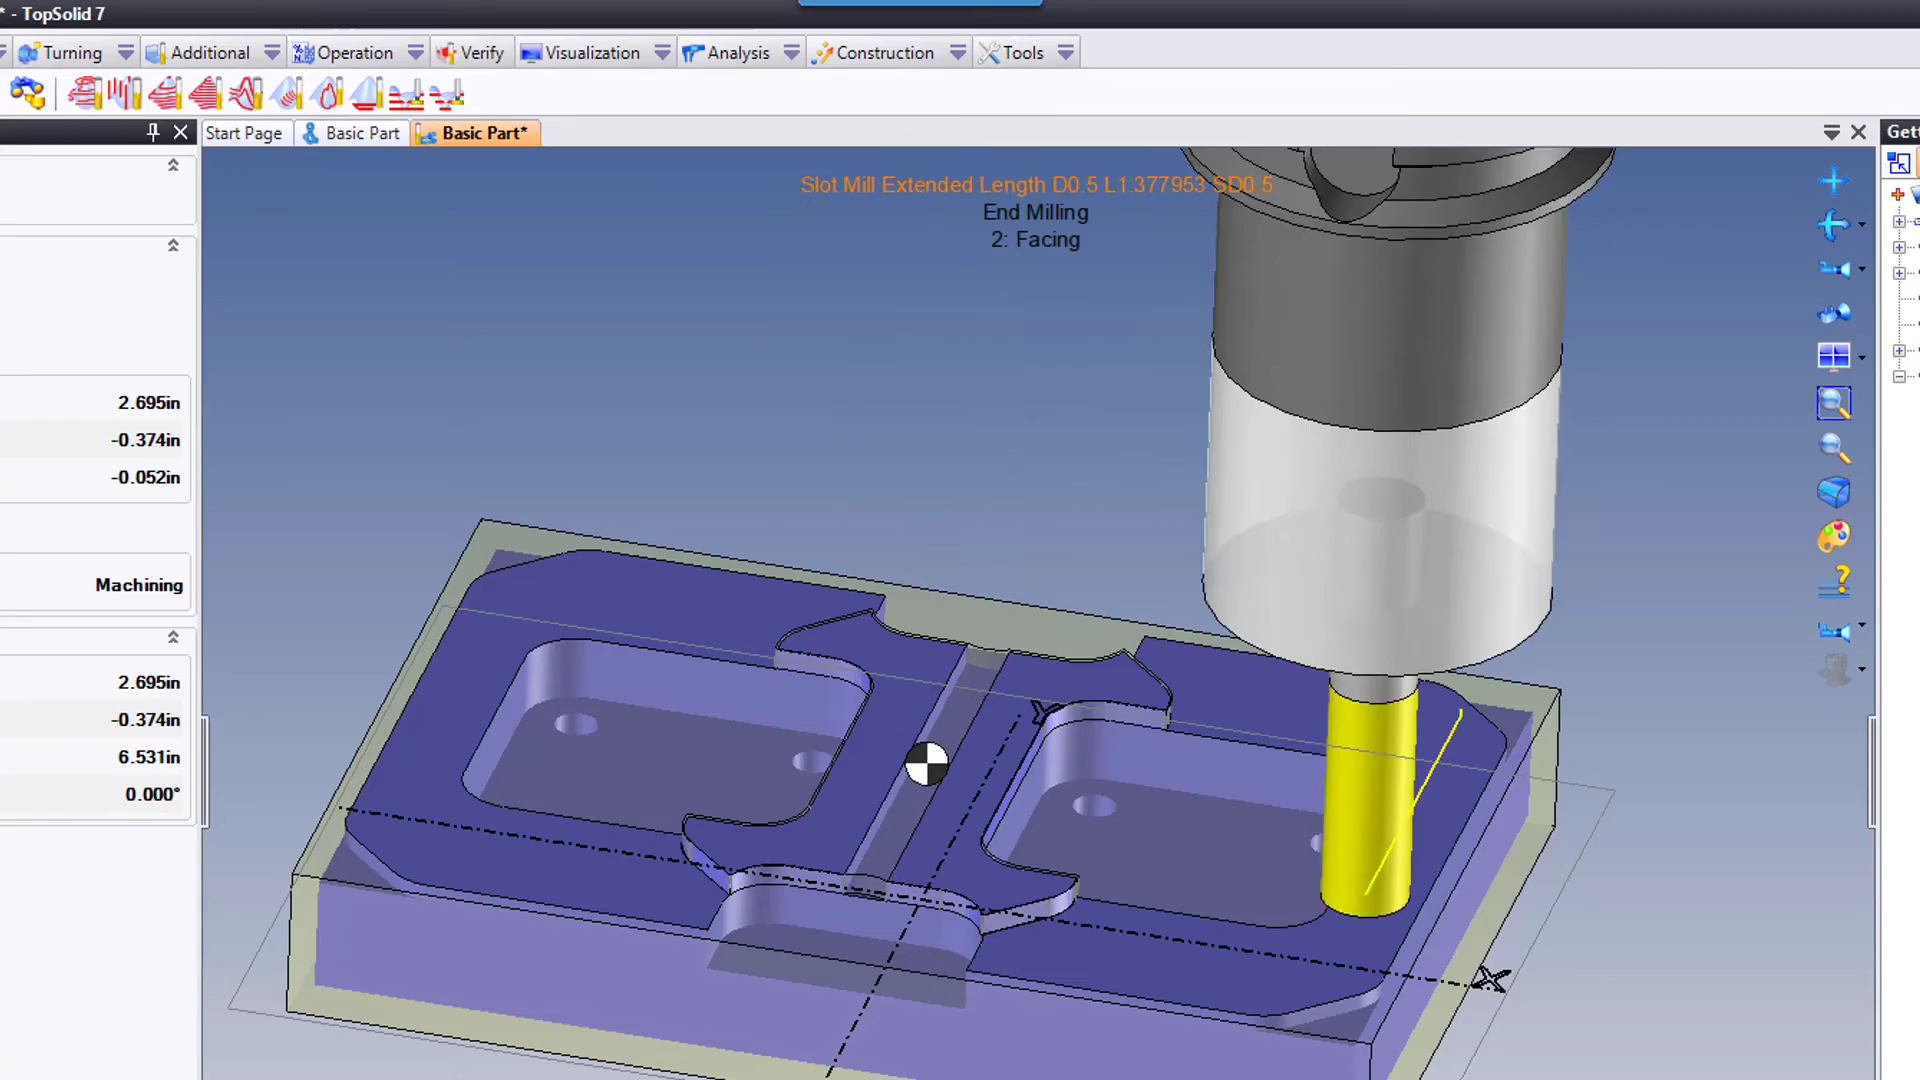 * - TopSolid 7
Turning Additional Operation Verify Visualization Analysis Construction Tools
Start Page Basic Part Basic Part*
Slot Mill Extended Length D0.5 L1.377953 SD0.5
End Milling
2: Facing
2.695in
-0.374in
-0.052in
Machining
2.695in
-0.374in
6.531in
0.000°
Y
X